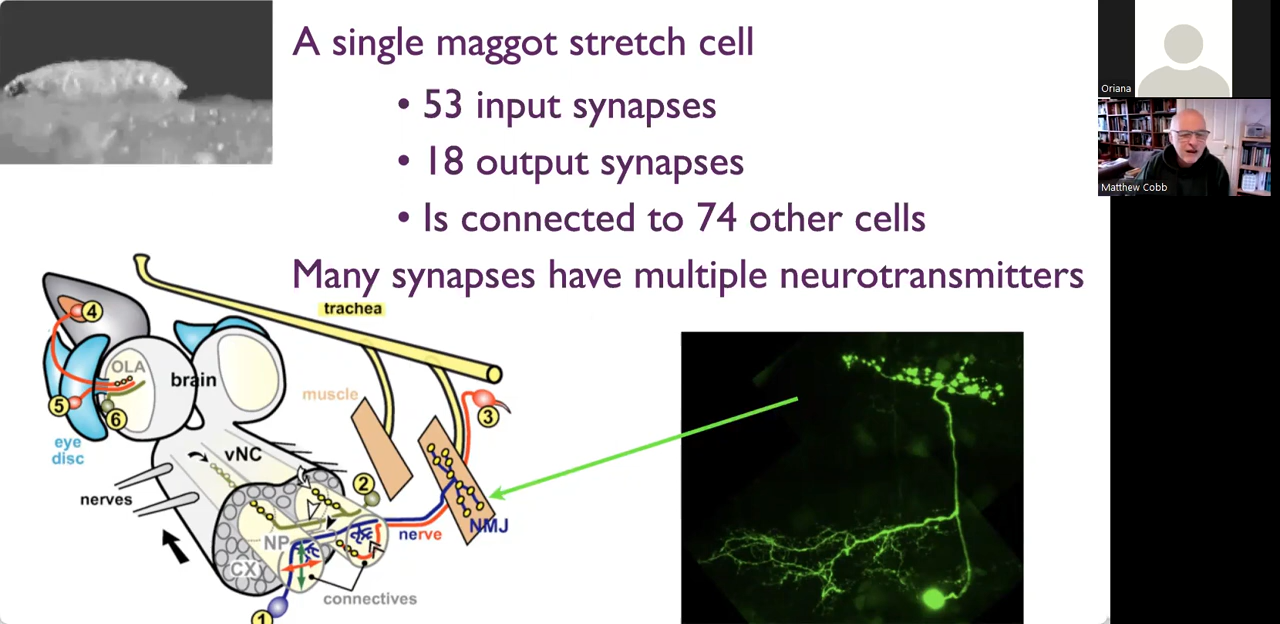 A single maggot stretch cell
• 53 input synapses
• 18 output synapses
• Is connected to 74 other cells
Many synapses have multiple neurotransmitters
Oriana
Matthew Cobb
trachea
4
OLA
brain
muscle
5
6
3
eye
disc
vNC
2
nerves
NMJ
NP
nerve
CX
connectives
1